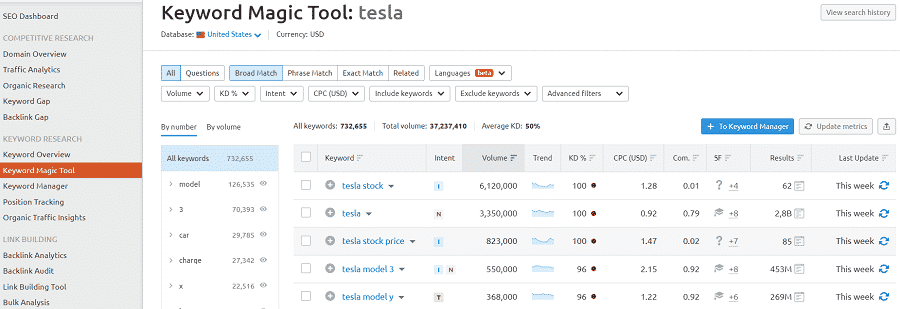 SEO Dashboard
COMPETITIVE RESEARCH
Domain Overview
Traffic Analytics
Organic Research
Keyword Gap
Backlink Gap
KEYWORD RESEARCH
Keyword Overview
Keyword Magic Tool
Keyword Manager
Position Tracking
Organic Traffic Insights
LINK BUILDING
Backlink Analytics
Backlink Audit
Link Building Tool
Bulk Analysis
Keyword Magic Tool: tesla
View search history
Database: United States Currency: USD
All Questions Broad Match Phrase Match Exact Match Related Languages beta
Volume KD % Intent CPC (USD) Include keywords Exclude keywords Advanced filters
By number By volume
All keywords: 732,655 Total volume: 37,237,410 Average KD: 50%
To Keyword Manager Update metrics
All keywords 732,655
model 126,535
3 70,393
car 29,785
charge 27,342
x 22,516
Keyword Intent Volume Trend KD % CPC (USD) Com. SF Results Last Update
tesla stock I 6,120,000 100 1.28 0.01 +4 62 This week
tesla N 3,350,000 100 0.92 0.79 +8 2,8B This week
tesla stock price I 823,000 100 1.47 0.02 +7 85 This week
tesla model 3 I N 550,000 96 2.15 0.92 +8 453M This week
tesla model y T 368,000 96 1.22 0.92 +6 269M This week